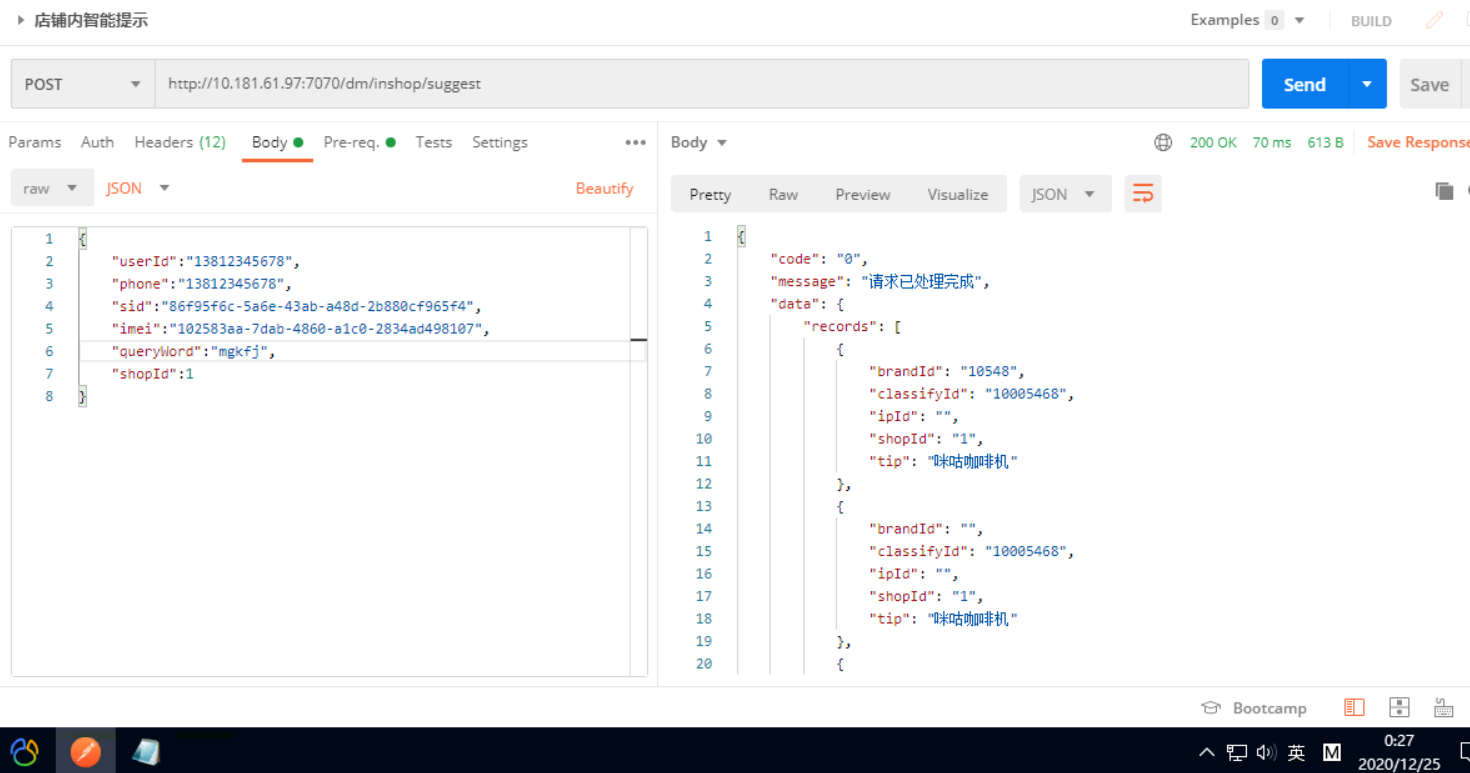 店铺内智能提示
Examples 0
BUILD
POST
http://10.181.61.97:7070/dm/inshop/suggest
Send
Save
Params Auth Headers (12) Body Pre-req. Tests Settings
raw JSON Beautify
1 {
2 "userId":"13812345678",
3 "phone":"13812345678",
4 "sid":"86f95f6c-5a6e-43ab-a48d-2b880cf965f4",
5 "imei":"102583aa-7dab-4860-a1c0-2834ad498107",
6 "queryWord":"mgkfj",
7 "shopId":1
8 }
Body 200 OK 70 ms 613 B Save Response
Pretty Raw Preview Visualize JSON
1 {
2 "code": "0",
3 "message": "请求已处理完成",
4 "data": {
5 "records": [
6 {
7 "brandId": "10548",
8 "classifyId": "10005468",
9 "ipId": "",
10 "shopId": "1",
11 "tip": "咪咕咖啡机"
12 },
13 {
14 "brandId": "",
15 "classifyId": "10005468",
16 "ipId": "",
17 "shopId": "1",
18 "tip": "咪咕咖啡机"
19 },
20 {
Bootcamp
英 M
0:27
2020/12/25